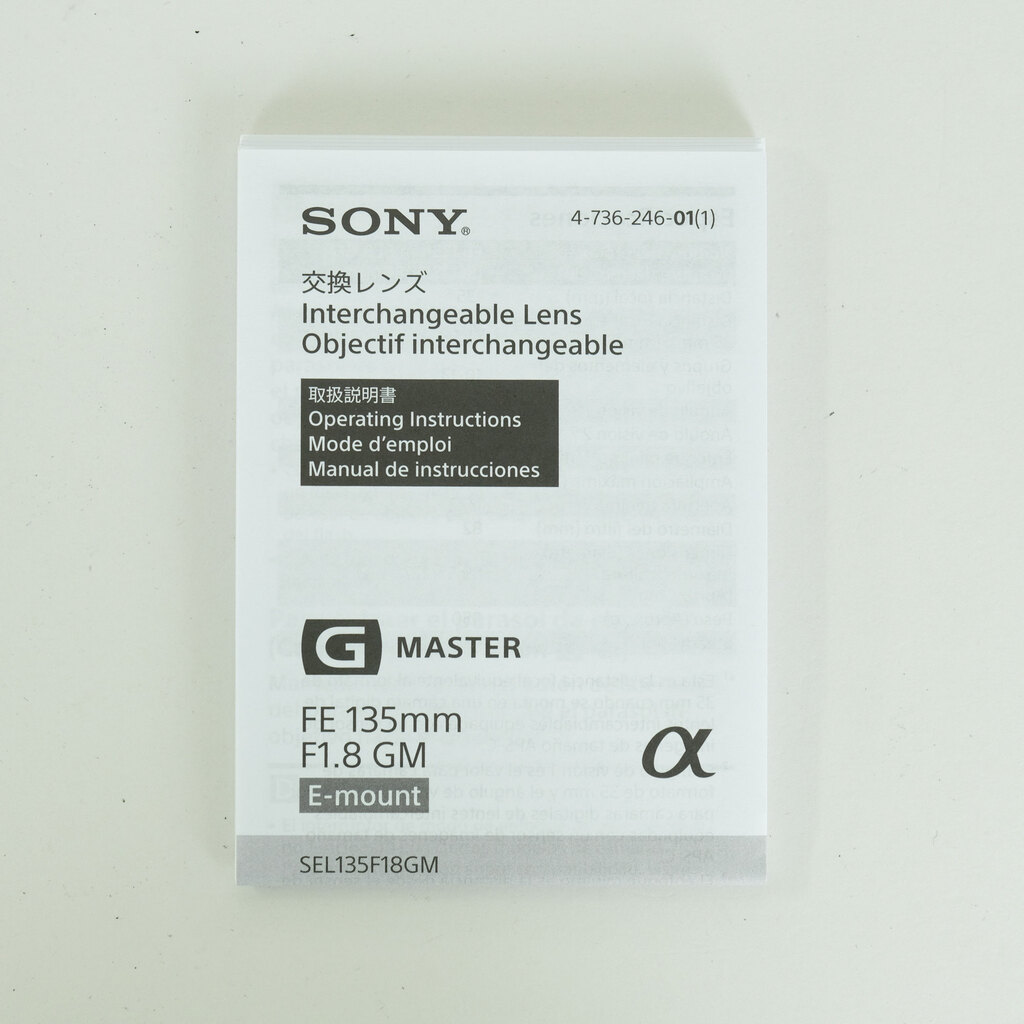 SONY®
4-736-246-01(1)
交換レンズ
Interchangeable Lens
Objectif interchangeable
取扱説明書
Operating Instructions
Mode d'emploi
Manual de instrucciones
G MASTER
FE 135mm
F1.8 GM
α
E-mount
SEL135F18GM